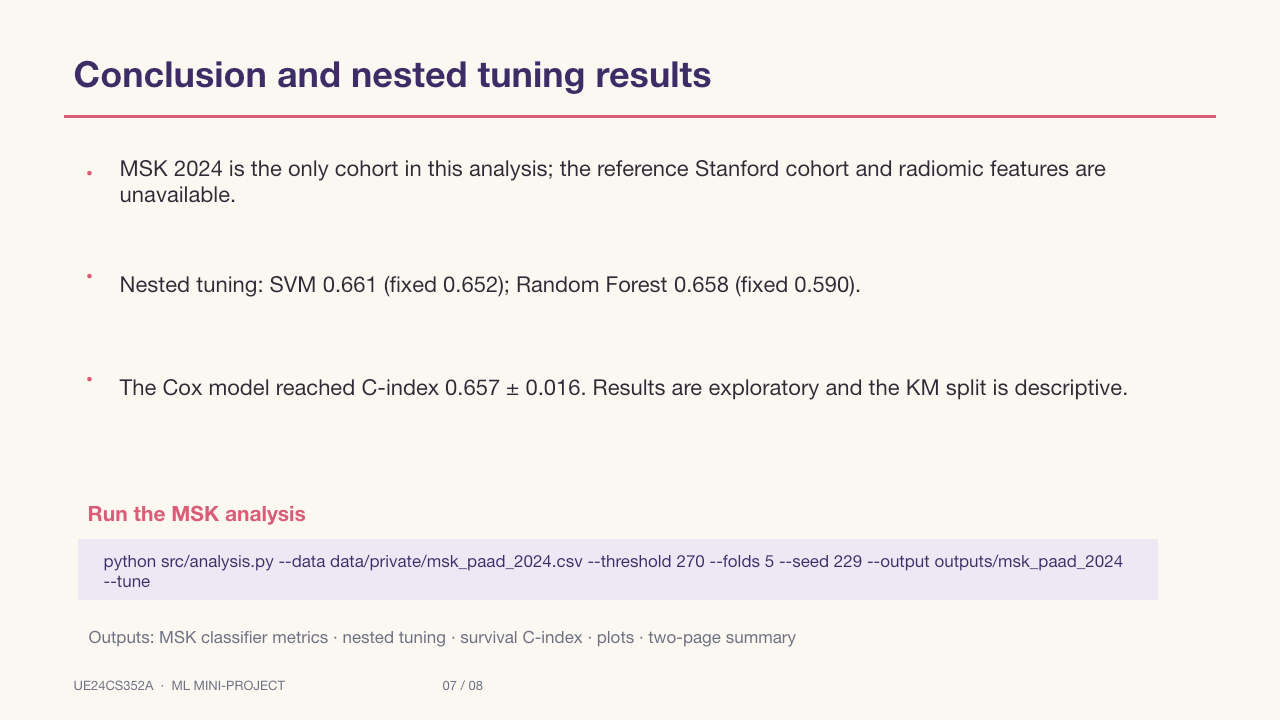 Conclusion and nested tuning results
• MSK 2024 is the only cohort in this analysis; the reference Stanford cohort and radiomic features are
unavailable.
• Nested tuning: SVM 0.661 (fixed 0.652); Random Forest 0.658 (fixed 0.590).
• The Cox model reached C-index 0.657 ± 0.016. Results are exploratory and the KM split is descriptive.
Run the MSK analysis
python src/analysis.py --data data/private/msk_paad_2024.csv --threshold 270 --folds 5 --seed 229 --output outputs/msk_paad_2024
--tune
Outputs: MSK classifier metrics · nested tuning · survival C-index · plots · two-page summary
UE24CS352A · ML MINI-PROJECT 07 / 08